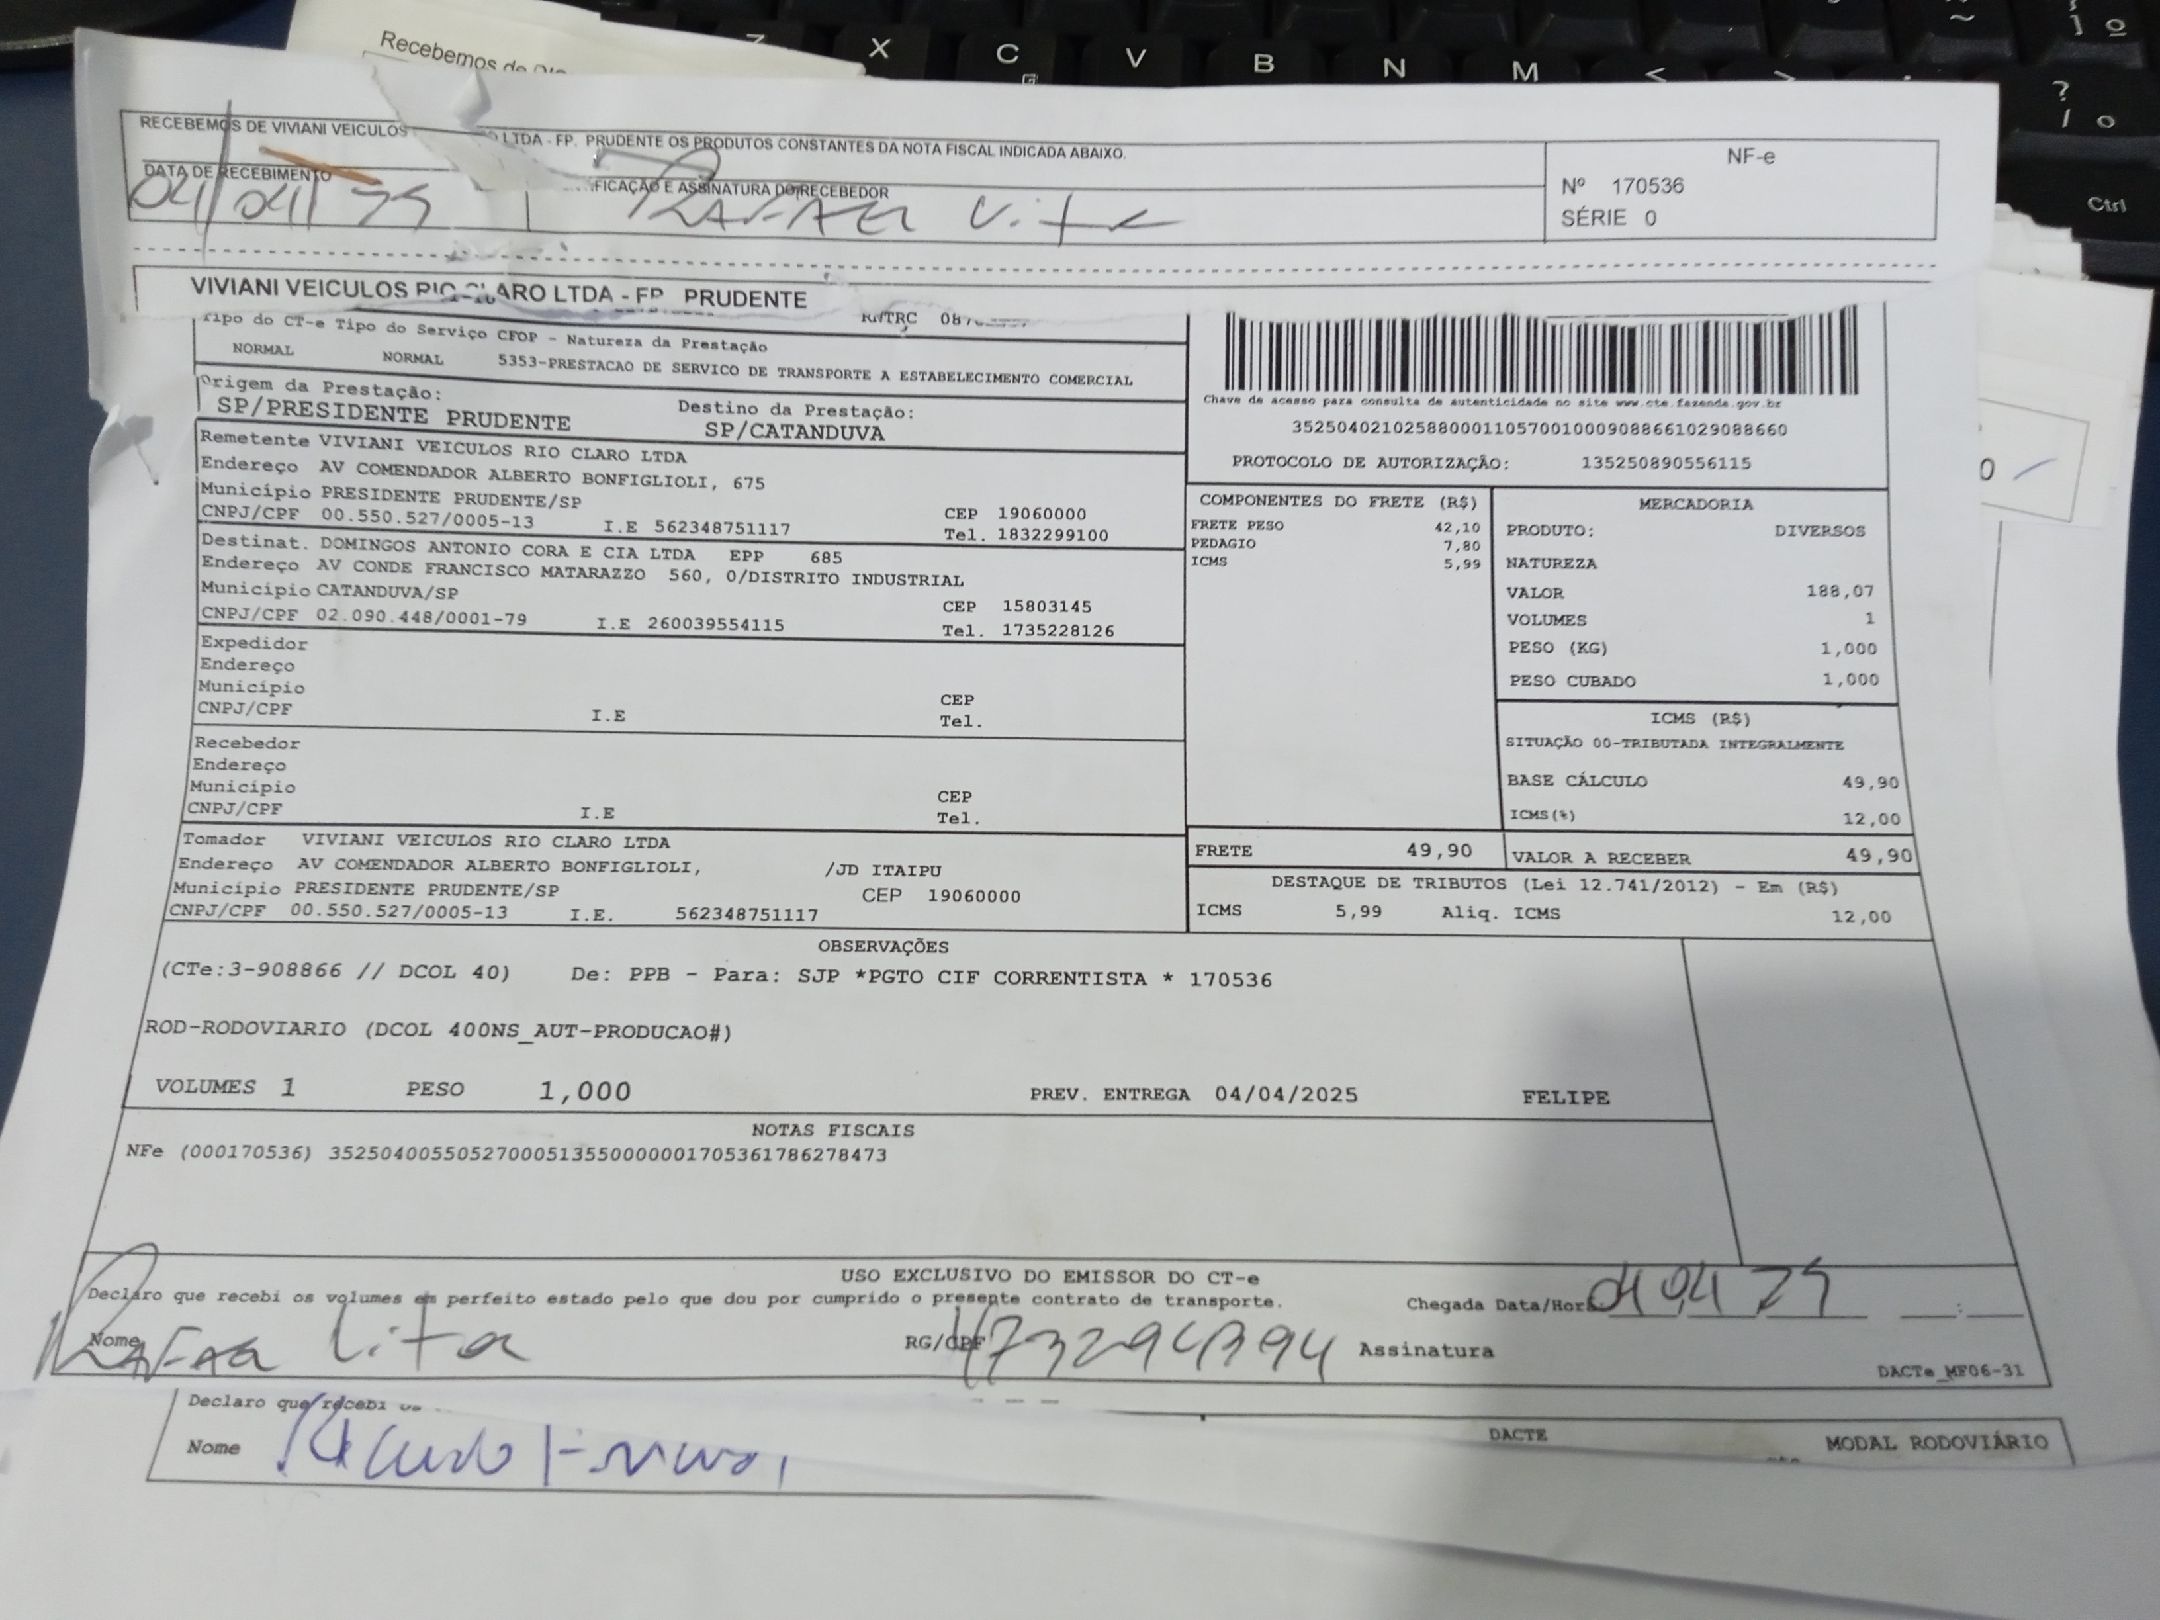 Recebemos de
Z X C V B N M < >
? / º Ctrl
RECEBEMOS DE VIVIANI VEICULOS LTDA - FP. PRUDENTE OS PRODUTOS CONSTANTES DA NOTA FISCAL INDICADA ABAIXO.
NF-e
Nº 170536
SÉRIE 0
DATA DE RECEBIMENTO
FICAÇÃO E ASSINATURA DO RECEBEDOR
VIVIANI VEICULOS RIO CLARO LTDA - FP PRUDENTE
RNTRC
Tipo do CT-e Tipo do Serviço CFOP - Natureza da Prestação
NORMAL NORMAL 5353-PRESTACAO DE SERVICO DE TRANSPORTE A ESTABELECIMENTO COMERCIAL
Origem da Prestação: Destino da Prestação:
SP/PRESIDENTE PRUDENTE SP/CATANDUVA
Chave de acesso para consulta de autenticidade no site www.cte.fazenda.gov.br
35250402102588000110570010009088661029088660
PROTOCOLO DE AUTORIZAÇÃO: 135250890556115
Remetente VIVIANI VEICULOS RIO CLARO LTDA
Endereço AV COMENDADOR ALBERTO BONFIGLIOLI, 675
Município PRESIDENTE PRUDENTE/SP CEP 19060000
CNPJ/CPF 00.550.527/0005-13 I.E 562348751117 Tel. 1832299100
Destinat. DOMINGOS ANTONIO CORA E CIA LTDA EPP 685
Endereço AV CONDE FRANCISCO MATARAZZO 560, 0/DISTRITO INDUSTRIAL
Município CATANDUVA/SP CEP 15803145
CNPJ/CPF 02.090.448/0001-79 I.E 260039554115 Tel. 1735228126
Expedidor
Endereço
Município CEP
CNPJ/CPF I.E Tel.
Recebedor
Endereço
Município CEP
CNPJ/CPF I.E Tel.
Tomador VIVIANI VEICULOS RIO CLARO LTDA
Endereço AV COMENDADOR ALBERTO BONFIGLIOLI, /JD ITAIPU
Município PRESIDENTE PRUDENTE/SP CEP 19060000
CNPJ/CPF 00.550.527/0005-13 I.E. 562348751117
COMPONENTES DO FRETE (R$)
FRETE PESO 42,10
PEDAGIO 7,80
ICMS 5,99
MERCADORIA
PRODUTO: DIVERSOS
NATUREZA
VALOR 188,07
VOLUMES 1
PESO (KG) 1,000
PESO CUBADO 1,000
ICMS (R$)
SITUAÇÃO 00-TRIBUTADA INTEGRALMENTE
BASE CÁLCULO 49,90
ICMS(%) 12,00
FRETE 49,90 VALOR A RECEBER 49,90
DESTAQUE DE TRIBUTOS (Lei 12.741/2012) - Em (R$)
ICMS 5,99 Aliq. ICMS 12,00
OBSERVAÇÕES
(CTe:3-908866 // DCOL 40) De: PPB - Para: SJP *PGTO CIF CORRENTISTA * 170536
ROD-RODOVIARIO (DCOL 400NS_AUT-PRODUCAO#)
VOLUMES 1 PESO 1,000 PREV. ENTREGA 04/04/2025 FELIPE
NOTAS FISCAIS
NFe (000170536) 35250400550527000513550000001705361786278473
USO EXCLUSIVO DO EMISSOR DO CT-e
Declaro que recebi os volumes em perfeito estado pelo que dou por cumprido o presente contrato de transporte. Chegada Data/Hora
Nome RG/CPF Assinatura
DACTe_MF06-31
Declaro que recebi os
Nome
DACTE MODAL RODOVIÁRIO